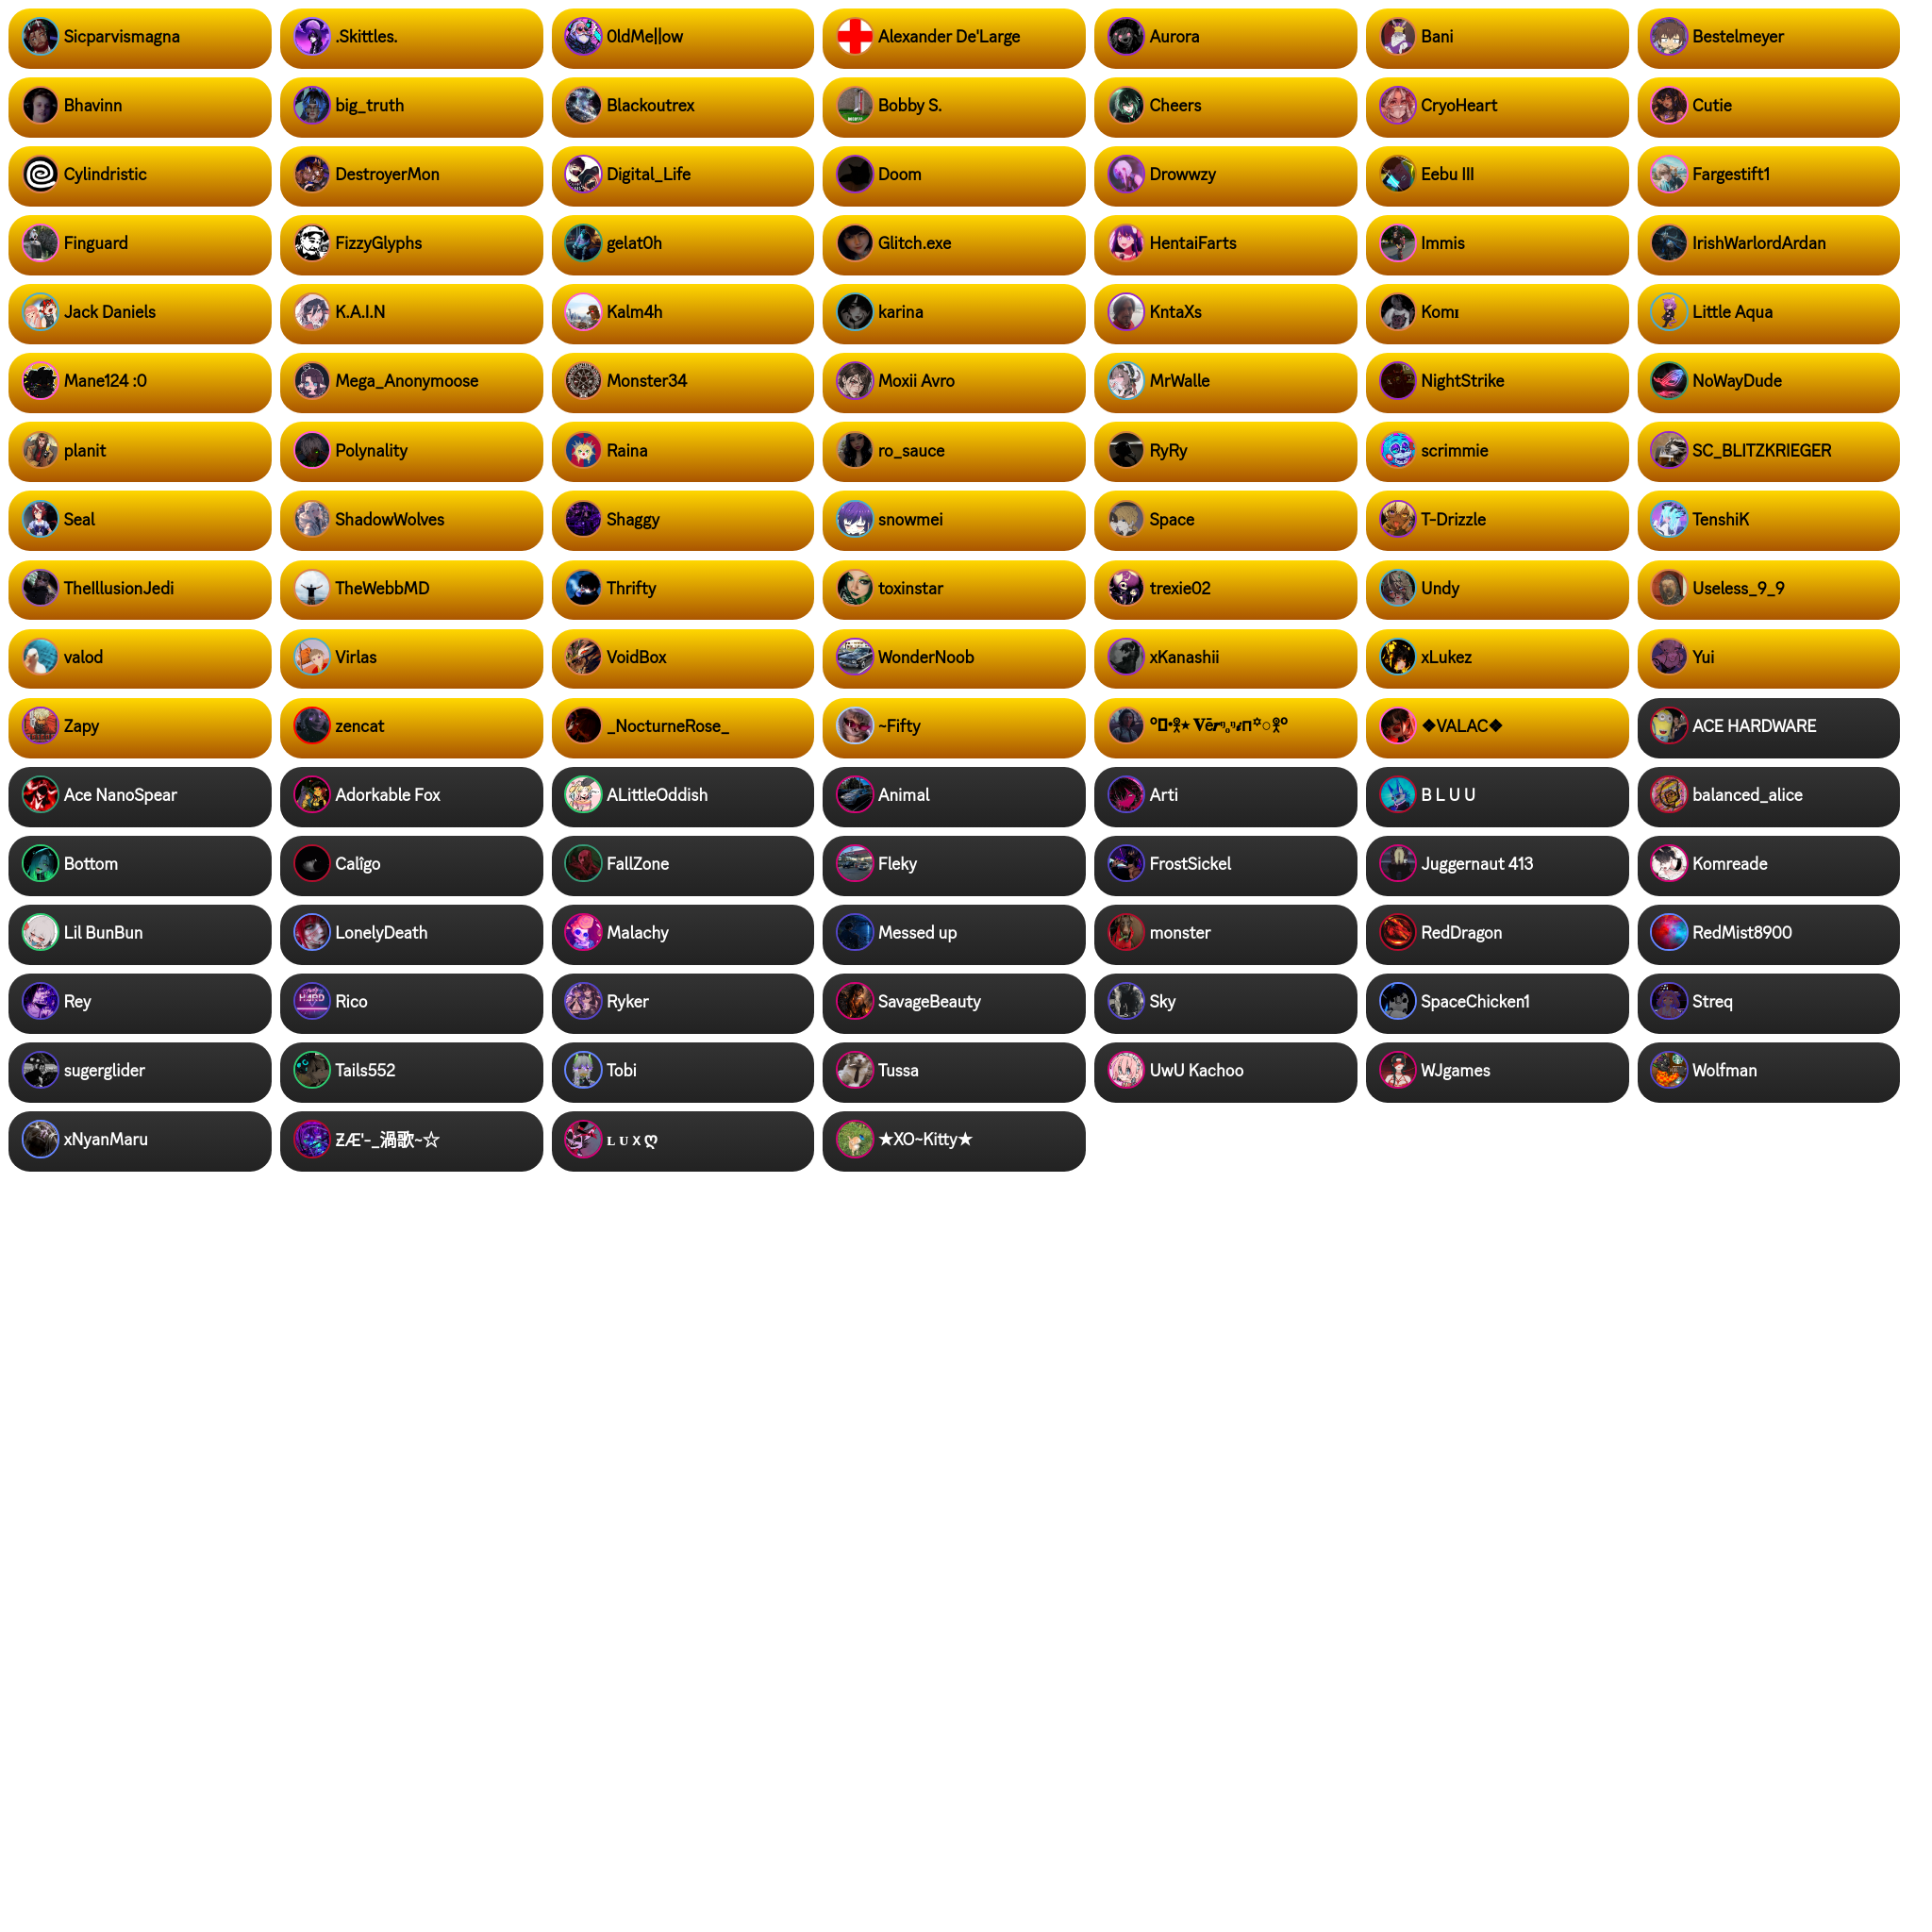 Sicparvismagna
.Skittles.
0ldMe||ow
Alexander De'Large
Aurora
Bani
Bestelmeyer
Bhavinn
big_truth
Blackoutrex
Bobby S.
Cheers
CryoHeart
Cutie
Cylindristic
DestroyerMon
Digital_Life
Doom
Drowwzy
Eebu III
Fargestift1
Finguard
FizzyGlyphs
gelat0h
Glitch.exe
HentaiFarts
Immis
IrishWarlordArdan
Jack Daniels
K.A.I.N
Kalm4h
karina
KntaXs
Komı
Little Aqua
Mane124 :0
Mega_Anonymoose
Monster34
Moxii Avro
MrWalle
NightStrike
NoWayDude
planit
Polynality
Raina
ro_sauce
RyRy
scrimmie
SC_BLITZKRIEGER
Seal
ShadowWolves
Shaggy
snowmei
Space
T-Drizzle
TenshiK
TheIllusionJedi
TheWebbMD
Thrifty
toxinstar
trexie02
Undy
Useless_9_9
valod
Virlas
VoidBox
WonderNoob
xKanashii
xLukez
Yui
Zapy
zencat
_NocturneRose_
~Fifty
❖VALAC❖
ACE HARDWARE
Ace NanoSpear
Adorkable Fox
ALittleOddish
Animal
Arti
B L U U
balanced_alice
Bottom
Calîgo
FallZone
Fleky
FrostSickel
Juggernaut 413
Komreade
Lil BunBun
LonelyDeath
Malachy
Messed up
monster
RedDragon
RedMist8900
Rey
Rico
Ryker
SavageBeauty
Sky
SpaceChicken1
Streq
sugerglider
Tails552
Tobi
Tussa
UwU Kachoo
WJgames
Wolfman
xNyanMaru
ƵÆ'-_渦歌~☆
ʟ ᴜ x ღ
★XO~Kitty★